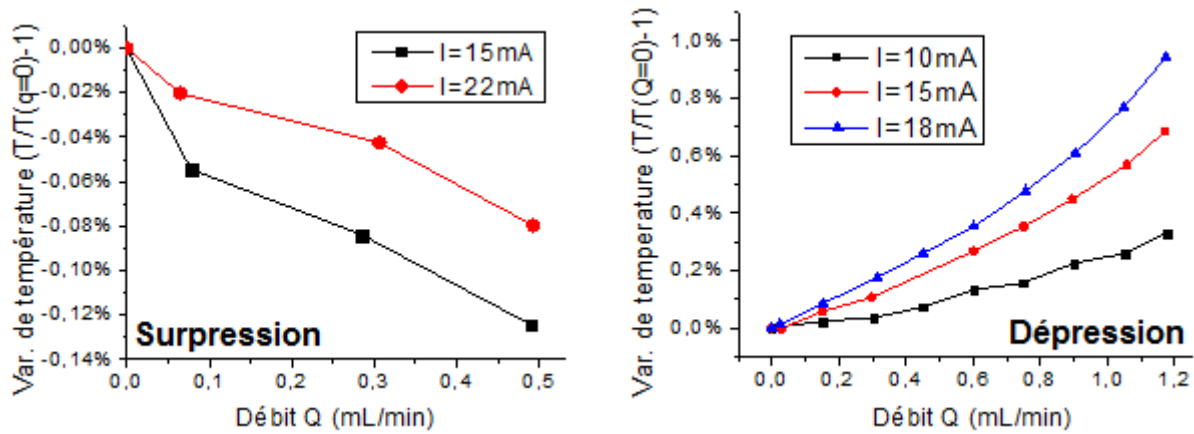 Var. de température (T/T(q=0)-1)
0,00%
-0,02%
-0,04%
-0,06%
-0,08%
-0,10%
-0,12%
-0,14%
I=15mA
I=22mA
Surpression
0,0
0,1
0,2
0,3
0,4
0,5
Débit Q (mL/min)
Var. de temperature (T/T(Q=0)-1)
1,0%
0,8%
0,6%
0,4%
0,2%
0,0%
I=10mA
I=15mA
I=18mA
Dépression
0,0
0,2
0,4
0,6
0,8
1,0
1,2
Débit Q (mL/min)